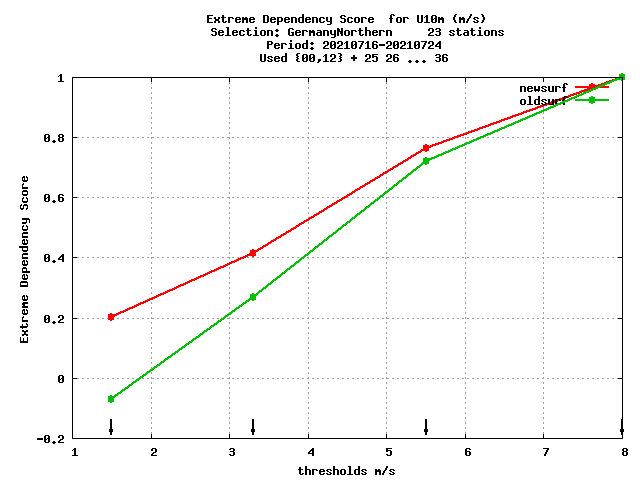 Extreme Dependency Score  for U10m (m/s)
Selection: GermanyNorthern     23 stations
Period: 20210716-20210724
Used {00,12} + 25 26 ... 36
newsurf
oldsurf
1
0.8
0.6
0.4
0.2
0
-0.2
Extreme Dependency Score
1 2 3 4 5 6 7 8
thresholds m/s